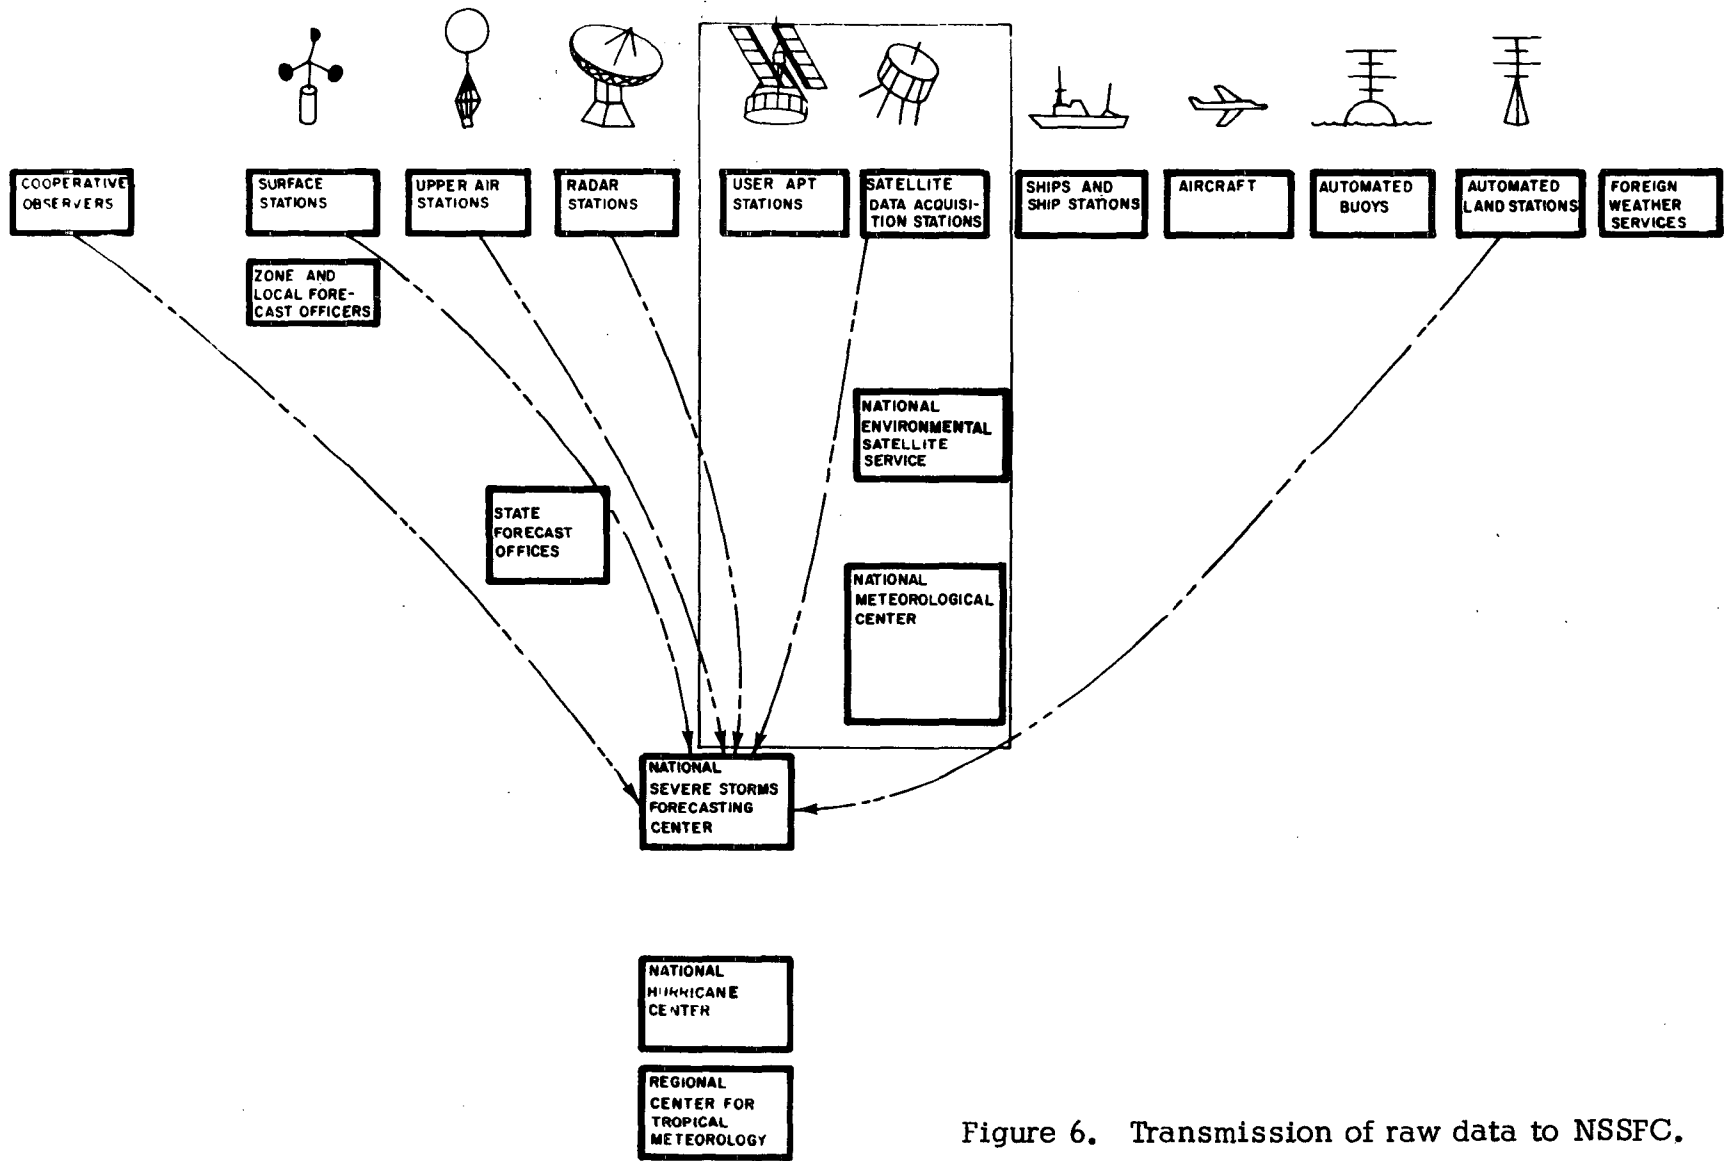 COOPERATIVE
OBSERVERS
SURFACE
STATIONS
UPPER AIR
STATIONS
RADAR
STATIONS
USER APT
STATIONS
SATELLITE
DATA ACQUISI-
TION STATIONS
SHIPS AND
SHIP STATIONS
AIRCRAFT
AUTOMATED
BUOYS
AUTOMATED
LAND STATIONS
FOREIGN
WEATHER
SERVICES
ZONE AND
LOCAL FORE-
CAST OFFICERS
NATIONAL
ENVIRONMENTAL
SATELLITE
SERVICE
STATE
FORECAST
OFFICES
NATIONAL
METEOROLOGICAL
CENTER
NATIONAL
SEVERE STORMS
FORECASTING
CENTER
NATIONAL
HURRICANE
CENTER
REGIONAL
CENTER FOR
TROPICAL
METEOROLOGY
Figure 6. Transmission of raw data to NSSFC.